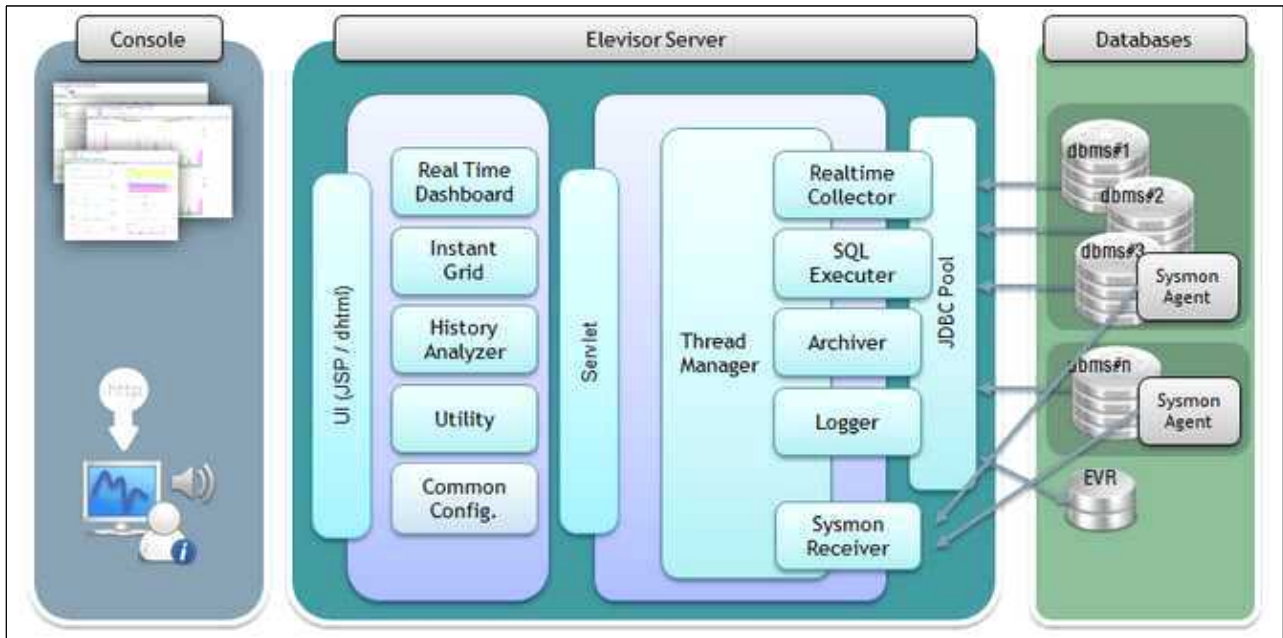 Console
Elevisor Server
Databases
UI (JSP / dhtml)
Real Time
Dashboard
Instant
Grid
History
Analyzer
Utility
Common
Config.
Servlet
Thread
Manager
Realtime
Collector
SQL
Executer
Archiver
Logger
Sysmon
Receiver
JDBC Pool
dbms#1
dbms#2
dbms#3
Sysmon
Agent
dbms#n
Sysmon
Agent
EVR